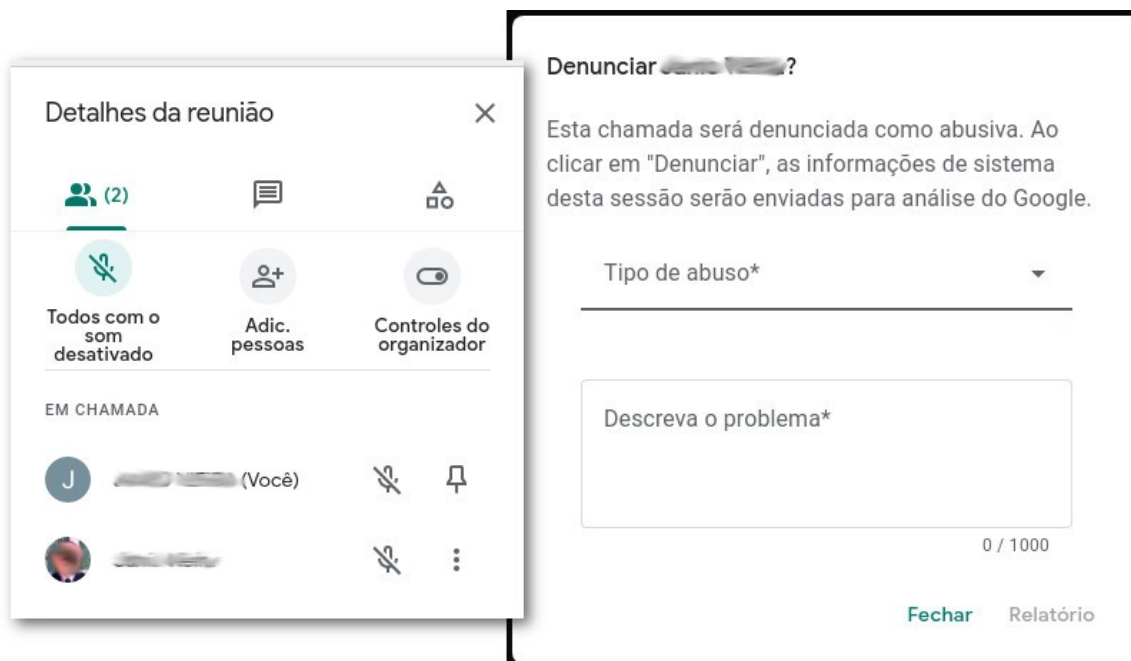 Detalhes da reunião
(2)
Todos com o
som
desativado
Adic.
pessoas
Controles do
organizador
EM CHAMADA
J
(Você)
Denunciar ?
Esta chamada será denunciada como abusiva. Ao
clicar em "Denunciar", as informações de sistema
desta sessão serão enviadas para análise do Google.
Tipo de abuso*
Descreva o problema*
0 / 1000
Fechar
Relatório